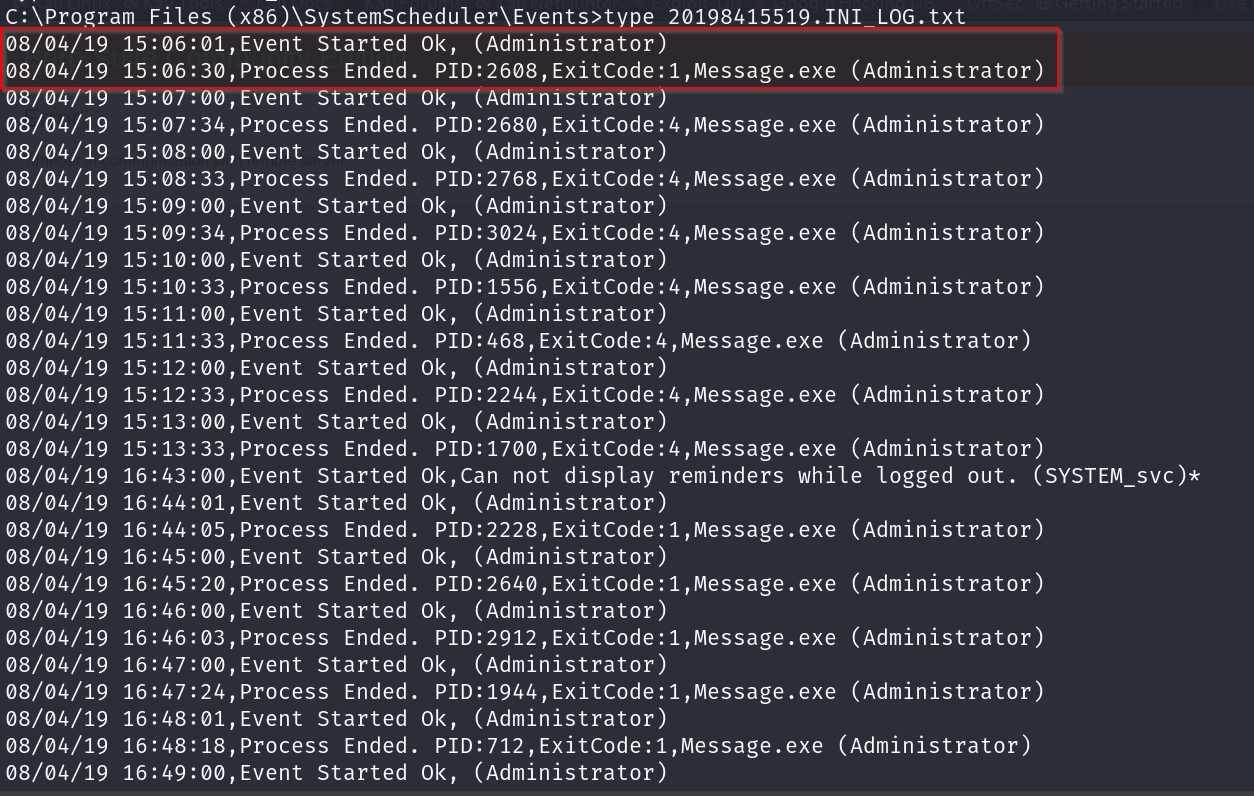 C:\Program Files (x86)\SystemScheduler\Events>type 20198415519.INI_LOG.txt
08/04/19 15:06:01,Event Started Ok, (Administrator)
08/04/19 15:06:30,Process Ended. PID:2608,ExitCode:1,Message.exe (Administrator)
08/04/19 15:07:00,Event Started Ok, (Administrator)
08/04/19 15:07:34,Process Ended. PID:2680,ExitCode:4,Message.exe (Administrator)
08/04/19 15:08:00,Event Started Ok, (Administrator)
08/04/19 15:08:33,Process Ended. PID:2768,ExitCode:4,Message.exe (Administrator)
08/04/19 15:09:00,Event Started Ok, (Administrator)
08/04/19 15:09:34,Process Ended. PID:3024,ExitCode:4,Message.exe (Administrator)
08/04/19 15:10:00,Event Started Ok, (Administrator)
08/04/19 15:10:33,Process Ended. PID:1556,ExitCode:4,Message.exe (Administrator)
08/04/19 15:11:00,Event Started Ok, (Administrator)
08/04/19 15:11:33,Process Ended. PID:468,ExitCode:4,Message.exe (Administrator)
08/04/19 15:12:00,Event Started Ok, (Administrator)
08/04/19 15:12:33,Process Ended. PID:2244,ExitCode:4,Message.exe (Administrator)
08/04/19 15:13:00,Event Started Ok, (Administrator)
08/04/19 15:13:33,Process Ended. PID:1700,ExitCode:4,Message.exe (Administrator)
08/04/19 16:43:00,Event Started Ok,Can not display reminders while logged out. (SYSTEM_svc)*
08/04/19 16:44:01,Event Started Ok, (Administrator)
08/04/19 16:44:05,Process Ended. PID:2228,ExitCode:1,Message.exe (Administrator)
08/04/19 16:45:00,Event Started Ok, (Administrator)
08/04/19 16:45:20,Process Ended. PID:2640,ExitCode:1,Message.exe (Administrator)
08/04/19 16:46:00,Event Started Ok, (Administrator)
08/04/19 16:46:03,Process Ended. PID:2912,ExitCode:1,Message.exe (Administrator)
08/04/19 16:47:00,Event Started Ok, (Administrator)
08/04/19 16:47:24,Process Ended. PID:1944,ExitCode:1,Message.exe (Administrator)
08/04/19 16:48:01,Event Started Ok, (Administrator)
08/04/19 16:48:18,Process Ended. PID:712,ExitCode:1,Message.exe (Administrator)
08/04/19 16:49:00,Event Started Ok, (Administrator)